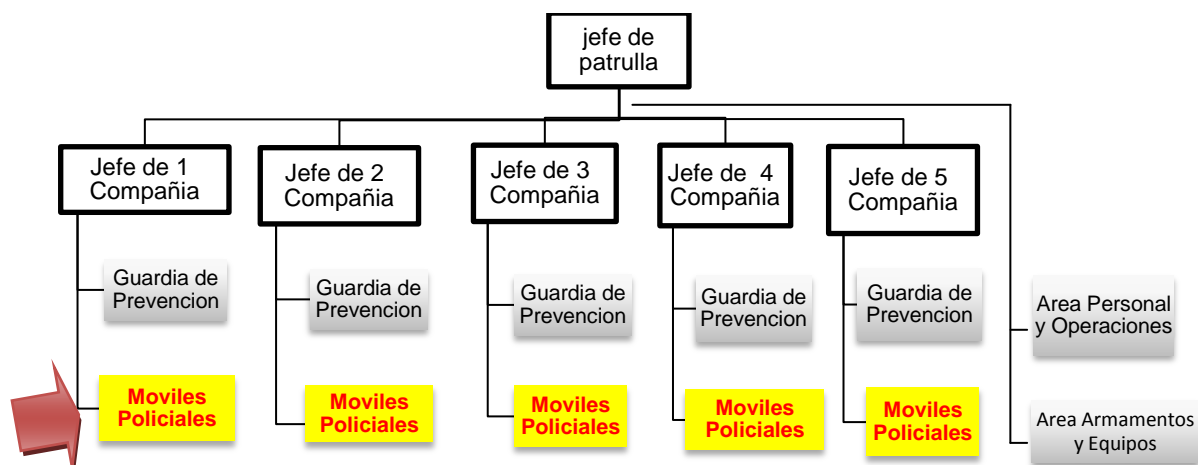 jefe de
patrulla
Jefe de 1
Compañia
Jefe de 2
Compañia
Jefe de 3
Compañia
Jefe de  4
Compañia
Jefe de 5
Compañia
Guardia de
Prevencion
Guardia de
Prevencion
Guardia de
Prevencion
Guardia de
Prevencion
Guardia de
Prevencion
Area Personal
y Operaciones
Moviles
Policiales
Moviles
Policiales
Moviles
Policiales
Moviles
Policiales
Moviles
Policiales
Area Armamentos
y Equipos